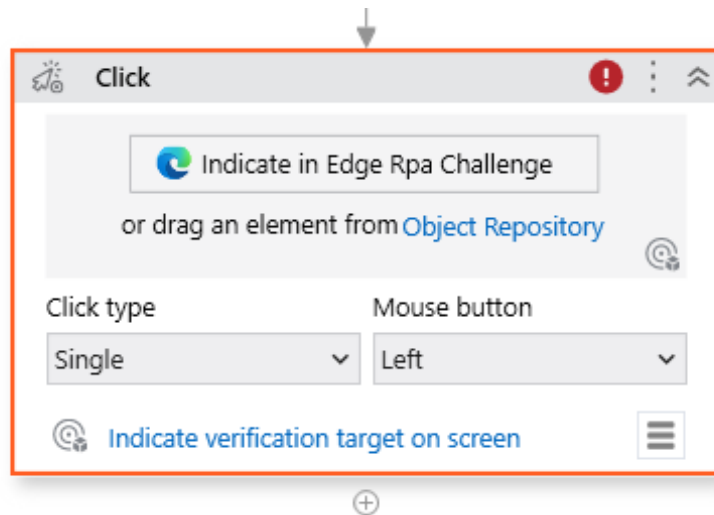 Click
Indicate in Edge Rpa Challenge
or drag an element from Object Repository
Click type
Mouse button
Single
Left
Indicate verification target on screen